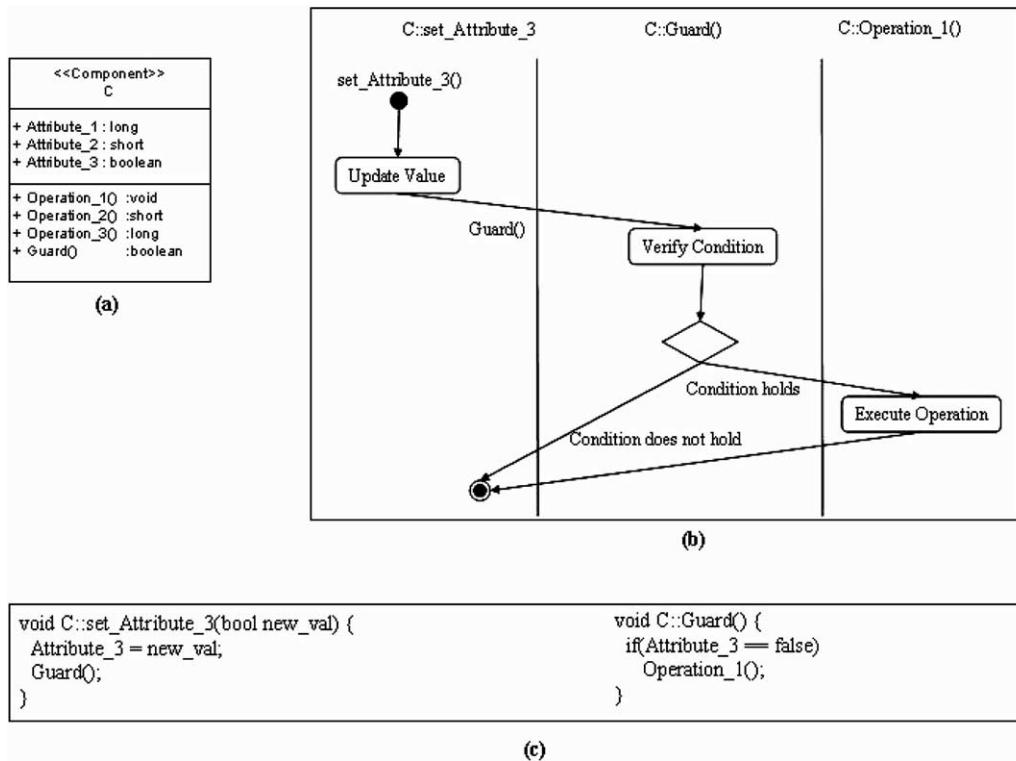 <<Component>>
C
+ Attribute_1 : long
+ Attribute_2 : short
+ Attribute_3 : boolean
+ Operation_1() :void
+ Operation_2() :short
+ Operation_3() :long
+ Guard() :boolean
(a)
C::set_Attribute_3 C::Guard() C::Operation_1()
set_Attribute_3()
Update Value
Guard()
Verify Condition
Condition holds
Execute Operation
Condition does not hold
(b)
void C::set_Attribute_3(bool new_val) {
Attribute_3 = new_val;
Guard();
}
void C::Guard() {
if(Attribute_3 == false)
Operation_1();
}
(c)